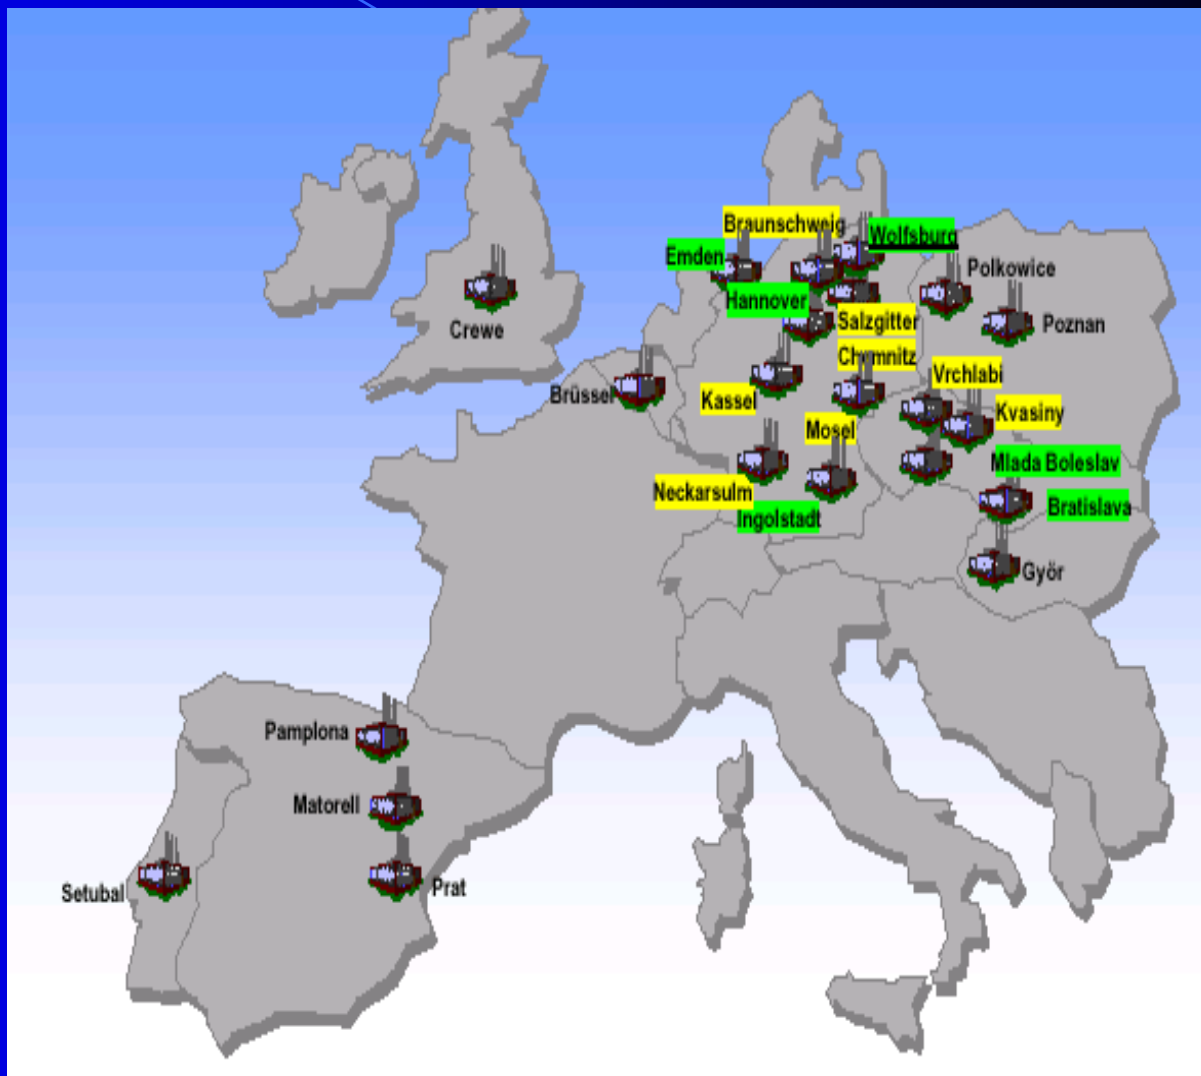 Braunschweig
Wolfsburg
Emden
Polkowice
Hannover
Salzgitter
Poznan
Crewe
Chemnitz
Vrchlabi
Brüssel
Kassel
Kvasiny
Mosel
Mlada Boleslav
Neckarsulm
Bratislava
Ingolstadt
Györ
Pamplona
Matorell
Prat
Setubal